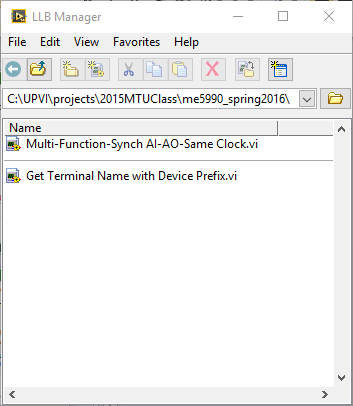 LLB Manager
File Edit View Favorites Help
C:\UPVI\projects\2015MTUClass\me5990_spring2016\
Name
Multi-Function-Synch AI-AO-Same Clock.vi
Get Terminal Name with Device Prefix.vi